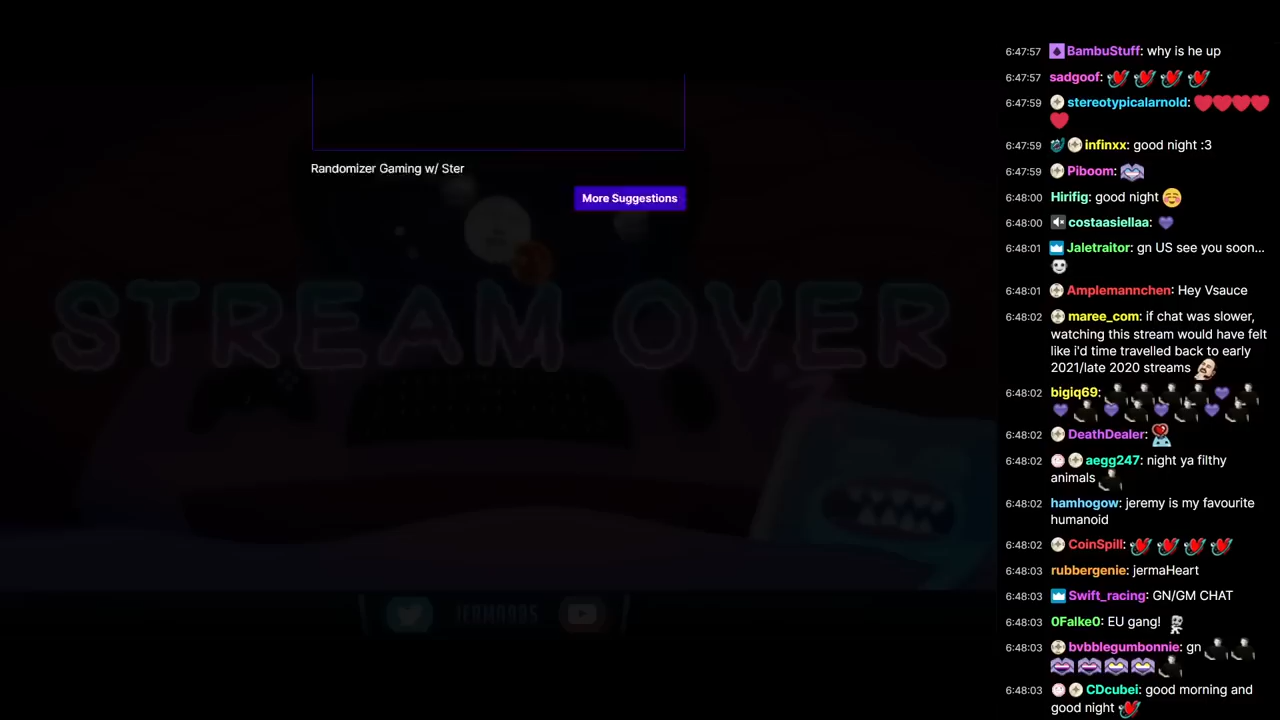 Randomizer Gaming w/ Ster
More Suggestions
STREAM OVER
JERMA985
6:47:57 BambuStuff: why is he up
6:47:57 sadgoof:
6:47:59 stereotypicalarnold:
6:47:59 infinxx: good night :3
6:47:59 Piboom:
6:48:00 Hirifig: good night
6:48:00 costaasiellaa:
6:48:01 Jaletraitor: gn US see you soon...
6:48:01 Amplemannchen: Hey Vsauce
6:48:02 maree_com: if chat was slower,
watching this stream would have felt
like i'd time travelled back to early
2021/late 2020 streams
6:48:02 bigiq69:
6:48:02 DeathDealer:
6:48:02 aegg247: night ya filthy
animals
6:48:02 hamhogow: jeremy is my favourite
humanoid
6:48:02 CoinSpill:
6:48:03 rubbergenie: jermaHeart
6:48:03 Swift_racing: GN/GM CHAT
6:48:03 0Falke0: EU gang!
6:48:03 bvbblegumbonnie: gn
6:48:03 CDcubei: good morning and
good night